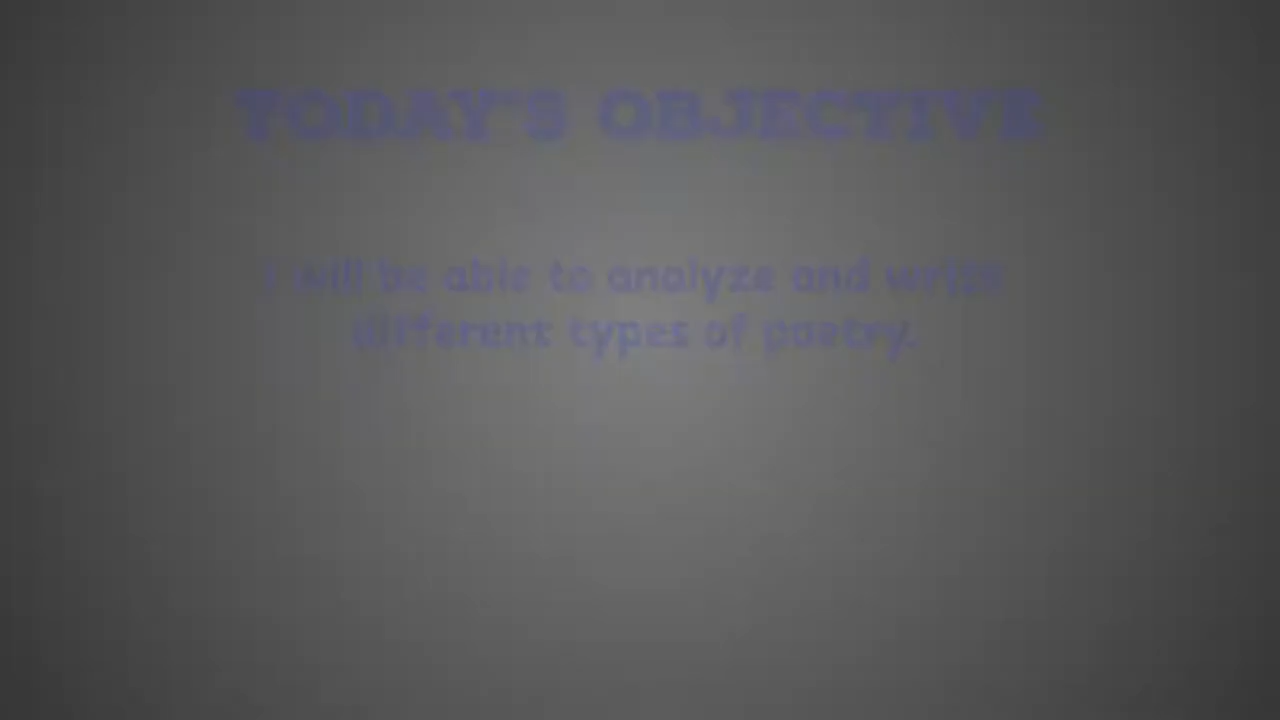 TODAY'S OBJECTIVE
I will be able to analyze and write
different types of poetry.